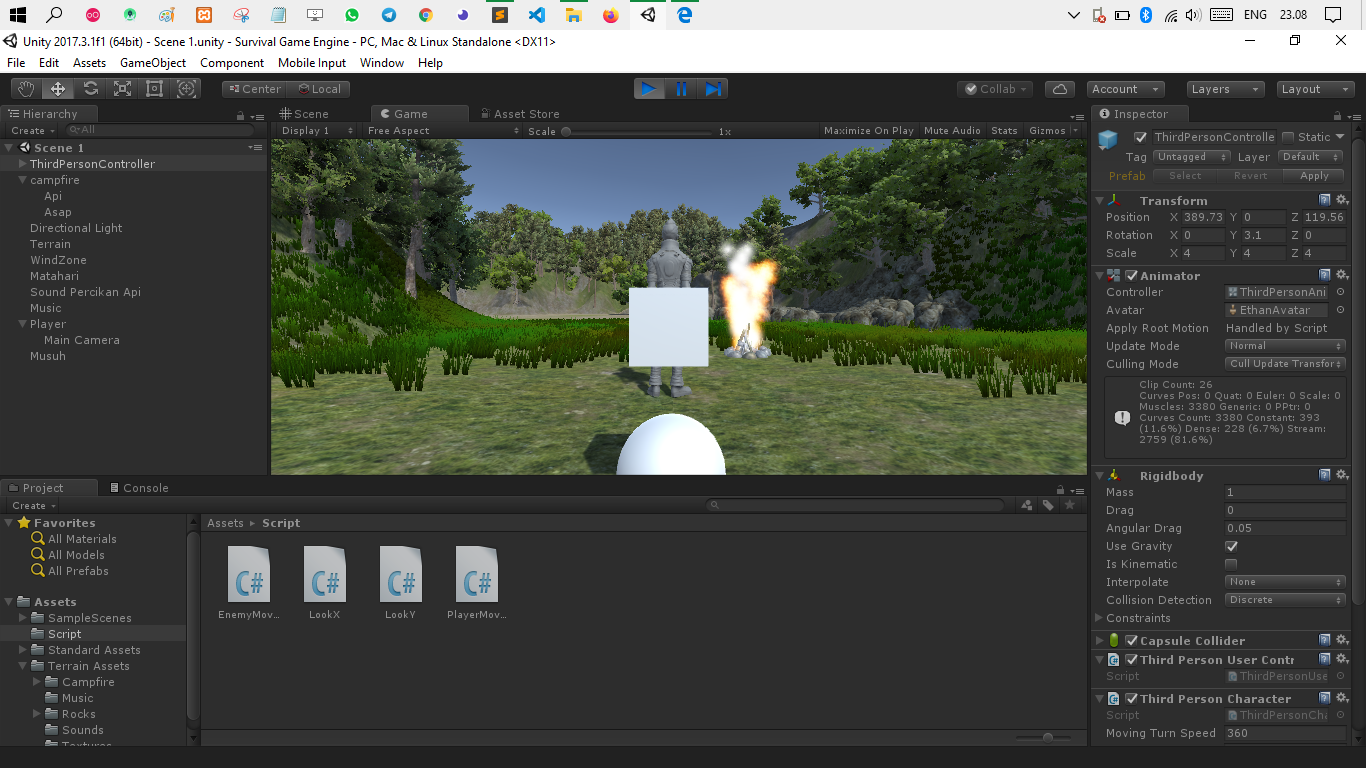 ENG 23.08
Unity 2017.3.1f1 (64bit) - Scene 1.unity - Survival Game Engine - PC, Mac & Linux Standalone <DX11>
File Edit Assets GameObject Component Mobile Input Window Help
Center Local Collab Account Layers Layout
Hierarchy
Create All
Scene 1
ThirdPersonController
campfire
Api
Asap
Directional Light
Terrain
WindZone
Matahari
Sound Percikan Api
Music
Player
Main Camera
Musuh
Scene Game Asset Store
Display 1 Free Aspect Scale 1x Maximize On Play Mute Audio Stats Gizmos
Project Console
Create
Favorites
All Materials
All Models
All Prefabs
Assets
SampleScenes
Script
Standard Assets
Terrain Assets
Campfire
Music
Rocks
Sounds
Textures
Assets Script
C# C# C# C#
EnemyMov... LookX LookY PlayerMov...
Inspector
ThirdPersonControlle Static
Tag Untagged Layer Default
Prefab Select Revert Apply
Transform
Position X 389.73 Y 0 Z 119.56
Rotation X 0 Y 3.1 Z 0
Scale X 4 Y 4 Z 4
Animator
Controller ThirdPersonAni
Avatar EthanAvatar
Apply Root Motion Handled by Script
Update Mode Normal
Culling Mode Cull Update Transfor
Clip Count: 26
Curves Pos: 0 Quat: 0 Euler: 0 Scale: 0
Muscles: 3380 Generic: 0 PPtr: 0
Curves Count: 3380 Constant: 393
(11.6%) Dense: 228 (6.7%) Stream:
2759 (81.6%)
Rigidbody
Mass 1
Drag 0
Angular Drag 0.05
Use Gravity
Is Kinematic
Interpolate None
Collision Detection Discrete
Constraints
Capsule Collider
Third Person User Contr
Script ThirdPersonUse
Third Person Character
Script ThirdPersonCha
Moving Turn Speed 360